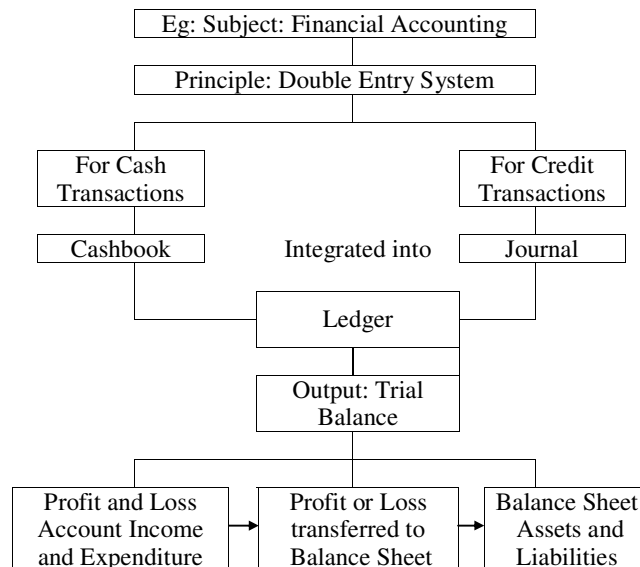 Eg: Subject: Financial Accounting
Principle: Double Entry System
For Cash
Transactions
For Credit
Transactions
Cashbook
Integrated into
Journal
Ledger
Output: Trial
Balance
Profit and Loss
Account Income
and Expenditure
Profit or Loss
transferred to
Balance Sheet
Balance Sheet
Assets and
Liabilities